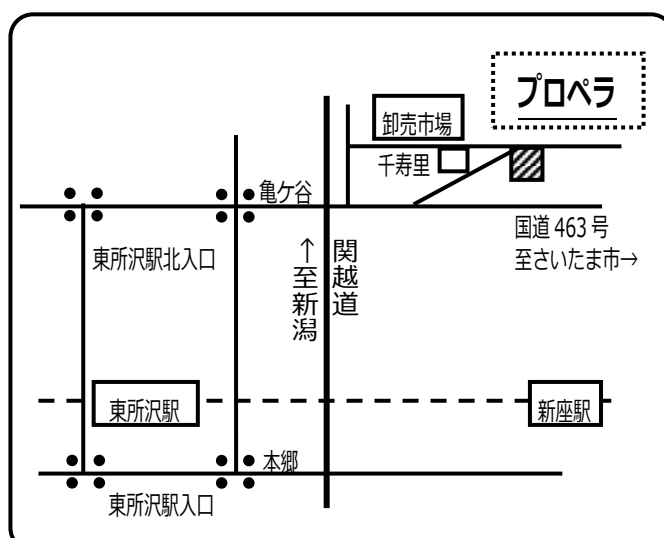 プロペラ
卸売市場
千寿里
亀ケ谷
国道 463 号
至さいたま市→
東所沢駅北入口
関越道
↑至新潟
東所沢駅
新座駅
本郷
東所沢駅入口